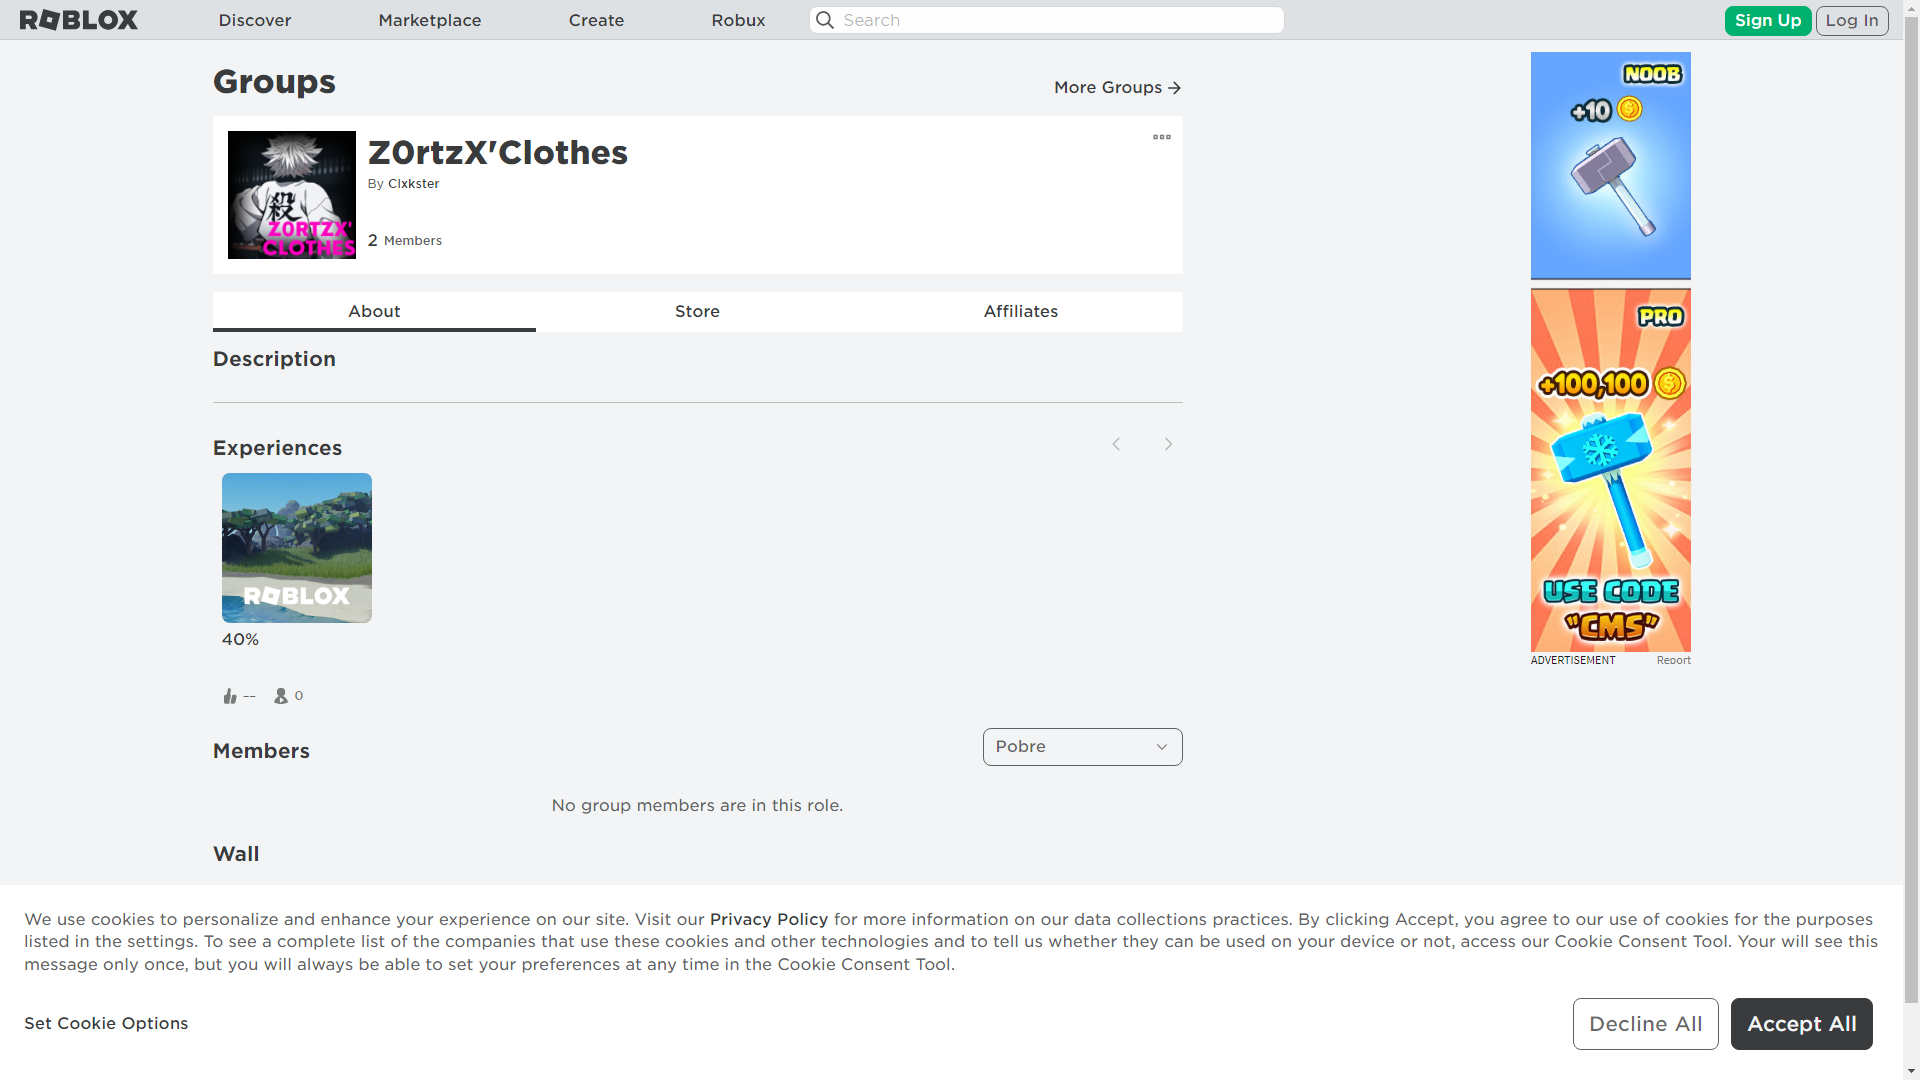 ROBLOX
Discover
Marketplace
Create
Robux
Search
Sign Up
Log In
Groups
More Groups
殺
Z0RTZX'
CLOTHES
Z0rtzX'Clothes
By Clxkster
2 Members
About
Store
Affiliates
Description
Experiences
ROBLOX
40%
--
0
Members
Pobre
No group members are in this role.
Wall
NOOB
+10
PRO
+100,100
USE CODE
"CMS"
ADVERTISEMENT
Report
We use cookies to personalize and enhance your experience on our site. Visit our Privacy Policy for more information on our data collections practices. By clicking Accept, you agree to our use of cookies for the purposes
listed in the settings. To see a complete list of the companies that use these cookies and other technologies and to tell us whether they can be used on your device or not, access our Cookie Consent Tool. Your will see this
message only once, but you will always be able to set your preferences at any time in the Cookie Consent Tool.
Set Cookie Options
Decline All
Accept All